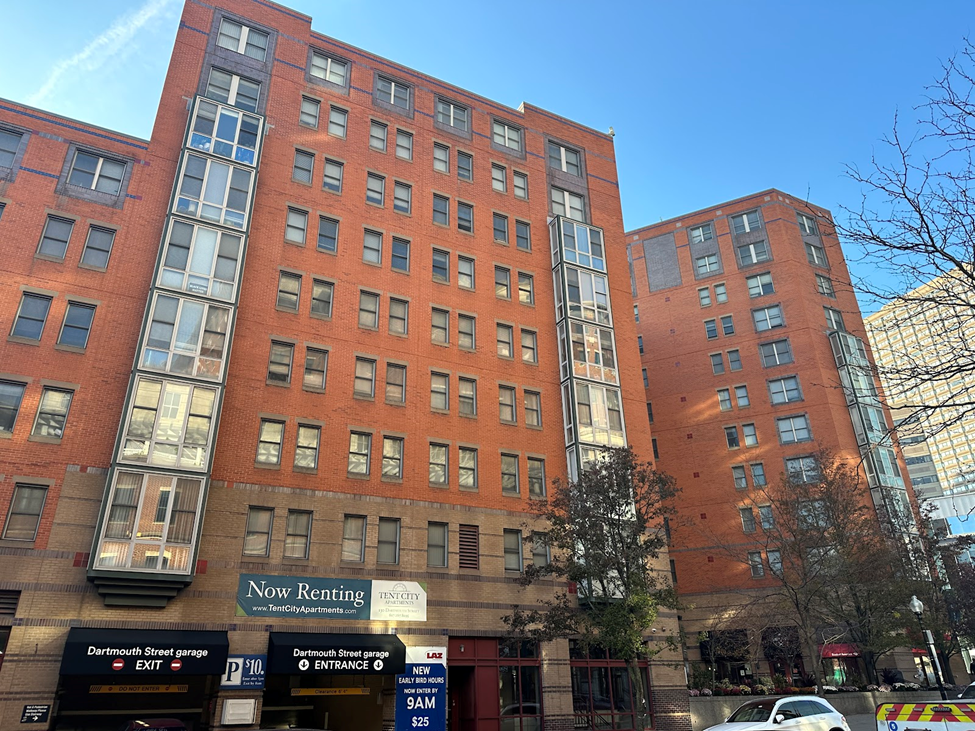 Now Renting
www.TentCityApartments.com
TENT CITY
APARTMENTS
Dartmouth Street garage
EXIT
DO NOT ENTER
P $10
Dartmouth Street garage
ENTRANCE
LAZ
NEW
EARLY BIRD HOURS
NOW ENTER BY
9AM
$25